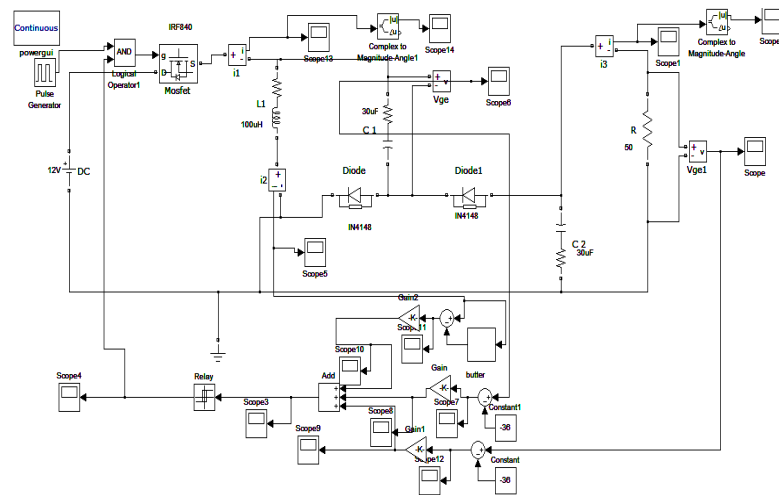 Continuous
powergui
Pulse
Generator
AND
Logical
Operator1
IRF840
g
D
S
Mosfet
i
+
-
i1
Scope13
|u|
∠u
Complex to
Magnitude-Angle1
Scope14
L1
100uH
30uF
C 1
+
-
v
Vge
Scope6
+
-
i
i3
Scope1
|u|
∠u
Complex to
Magnitude-Angle
Scope
R
50
+
-
v
Vge1
Scope
12V
+
DC
+
-
i
i2
Diode
IN4148
Diode1
IN4148
C 2
30uF
Scope5
Gain2
-K-
Scope11
butter
Scope10
Add
+
+
+
Gain
-K-
Scope7
Constant1
-36
Scope4
Relay
Scope3
Scope8
Scope9
Gain1
-K-
Scope12
Constant
-36